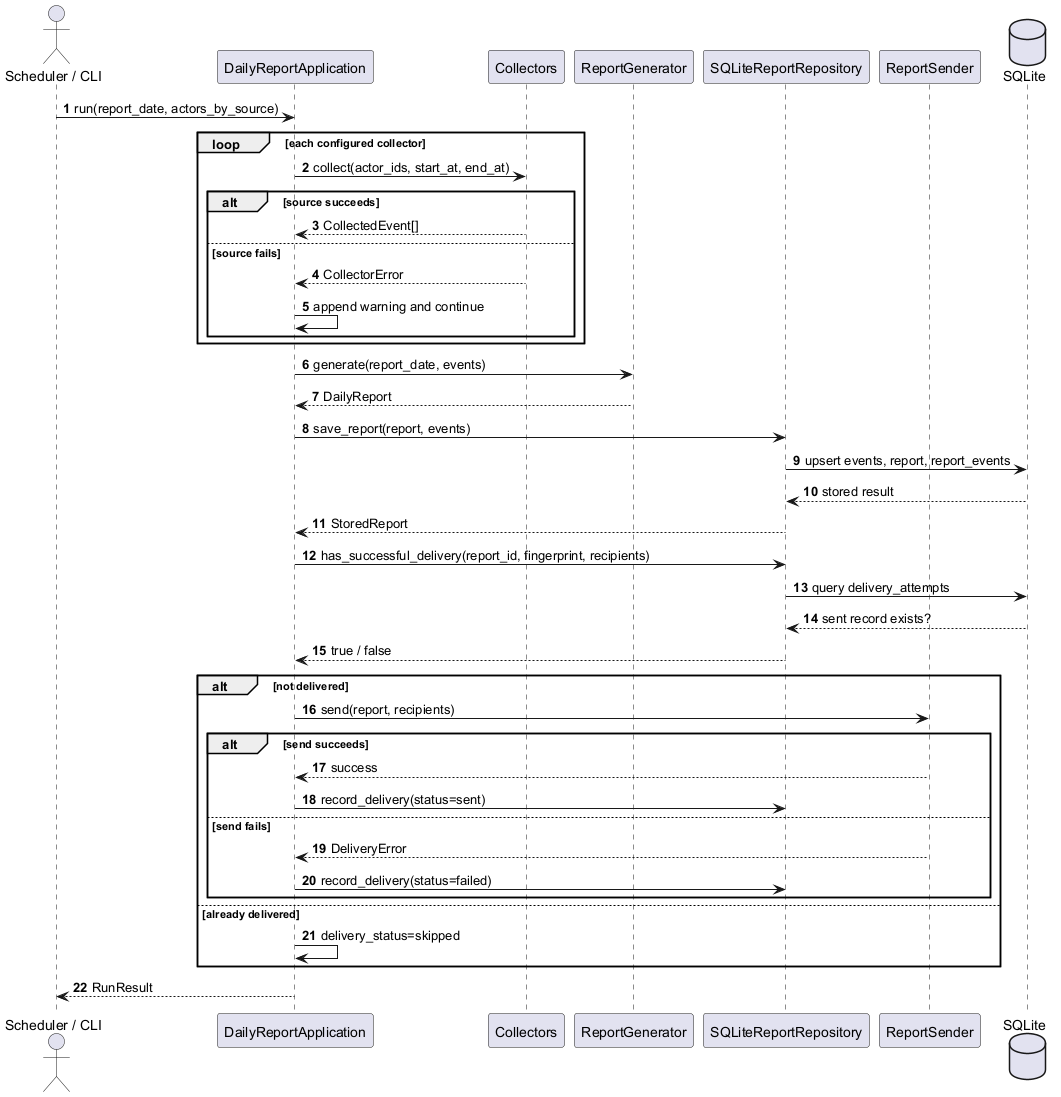 Scheduler / CLI
DailyReportApplication
Collectors
ReportGenerator
SQLiteReportRepository
ReportSender
SQLite
1 run(report_date, actors_by_source)
loop [each configured collector]
2 collect(actor_ids, start_at, end_at)
alt [source succeeds]
3 CollectedEvent[]
[source fails]
4 CollectorError
5 append warning and continue
6 generate(report_date, events)
7 DailyReport
8 save_report(report, events)
9 upsert events, report, report_events
10 stored result
11 StoredReport
12 has_successful_delivery(report_id, fingerprint, recipients)
13 query delivery_attempts
14 sent record exists?
15 true / false
alt [not delivered]
16 send(report, recipients)
alt [send succeeds]
17 success
18 record_delivery(status=sent)
[send fails]
19 DeliveryError
20 record_delivery(status=failed)
[already delivered]
21 delivery_status=skipped
22 RunResult
Scheduler / CLI
DailyReportApplication
Collectors
ReportGenerator
SQLiteReportRepository
ReportSender
SQLite